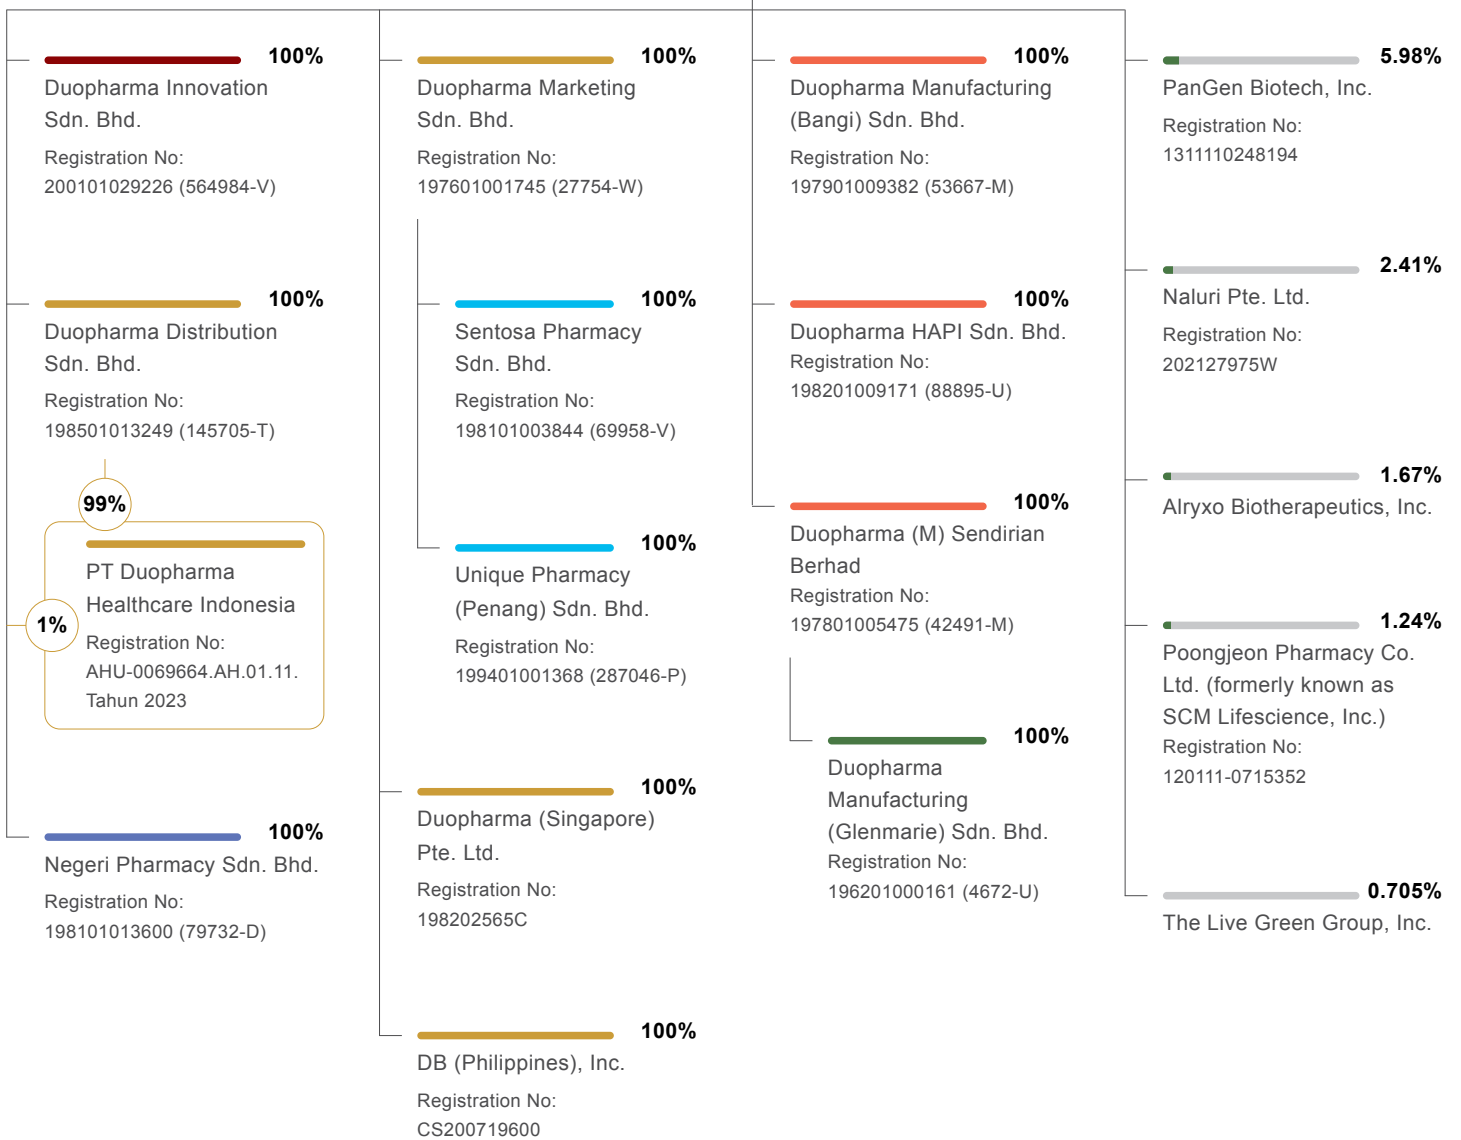 100%
Duopharma Innovation
Sdn. Bhd.
Registration No:
200101029226 (564984-V)
100%
Duopharma Distribution
Sdn. Bhd.
Registration No:
198501013249 (145705-T)
99%
PT Duopharma
Healthcare Indonesia
1%
Registration No:
AHU-0069664.AH.01.11.
Tahun 2023
100%
Negeri Pharmacy Sdn. Bhd.
Registration No:
198101013600 (79732-D)
100%
Duopharma Marketing
Sdn. Bhd.
Registration No:
197601001745 (27754-W)
100%
Sentosa Pharmacy
Sdn. Bhd.
Registration No:
198101003844 (69958-V)
100%
Unique Pharmacy
(Penang) Sdn. Bhd.
Registration No:
199401001368 (287046-P)
100%
Duopharma (Singapore)
Pte. Ltd.
Registration No:
198202565C
100%
DB (Philippines), Inc.
Registration No:
CS200719600
100%
Duopharma Manufacturing
(Bangi) Sdn. Bhd.
Registration No:
197901009382 (53667-M)
100%
Duopharma HAPI Sdn. Bhd.
Registration No:
198201009171 (88895-U)
100%
Duopharma (M) Sendirian
Berhad
Registration No:
197801005475 (42491-M)
100%
Duopharma
Manufacturing
(Glenmarie) Sdn. Bhd.
Registration No:
196201000161 (4672-U)
5.98%
PanGen Biotech, Inc.
Registration No:
1311110248194
2.41%
Naluri Pte. Ltd.
Registration No:
202127975W
1.67%
Alryxo Biotherapeutics, Inc.
1.24%
Poongjeon Pharmacy Co.
Ltd. (formerly known as
SCM Lifescience, Inc.)
Registration No:
120111-0715352
0.705%
The Live Green Group, Inc.